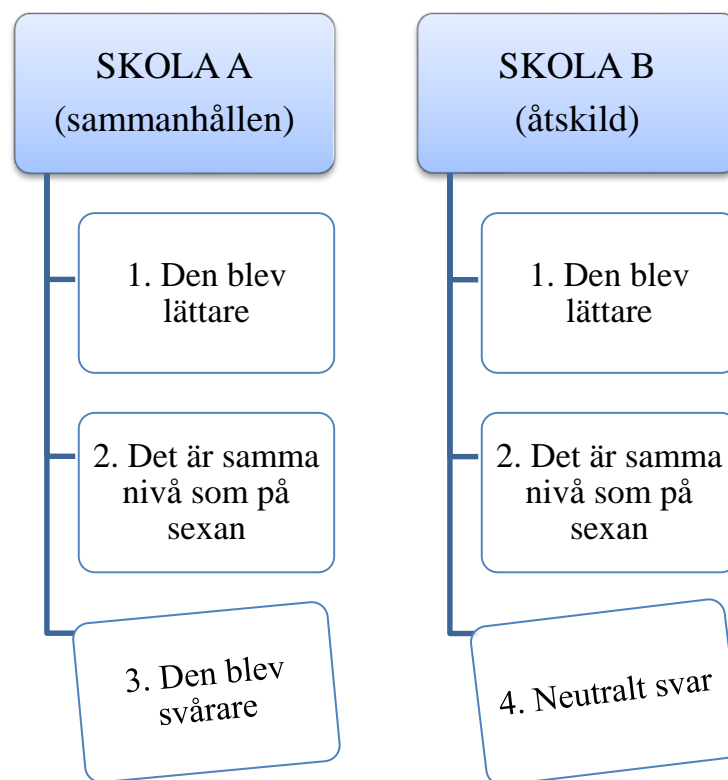 SKOLA A
(sammanhållen)
1. Den blev
lättare
2. Det är samma
nivå som på
sexan
3. Den blev
svårare
SKOLA B
(åtskild)
1. Den blev
lättare
2. Det är samma
nivå som på
sexan
4. Neutralt svar